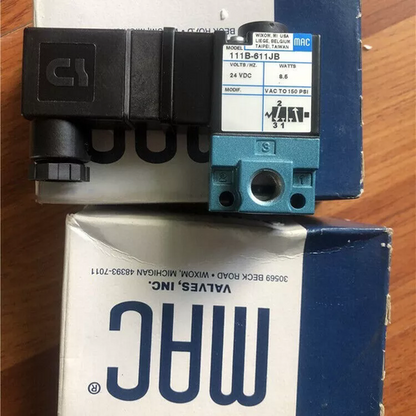 WIXOM, MI. USA
LIEGE, BELGIUM
TAIPEI, TAIWAN
MAC
MODEL
111B-611JB
VOLTS/HZ. WATTS
24 VDC 8.5
MODIF. VAC TO 150 PSI
2
3 1
S
30569 BECK ROAD • WIXOM, MICHIGAN 48393-7011
VALVES, INC.
MAC®